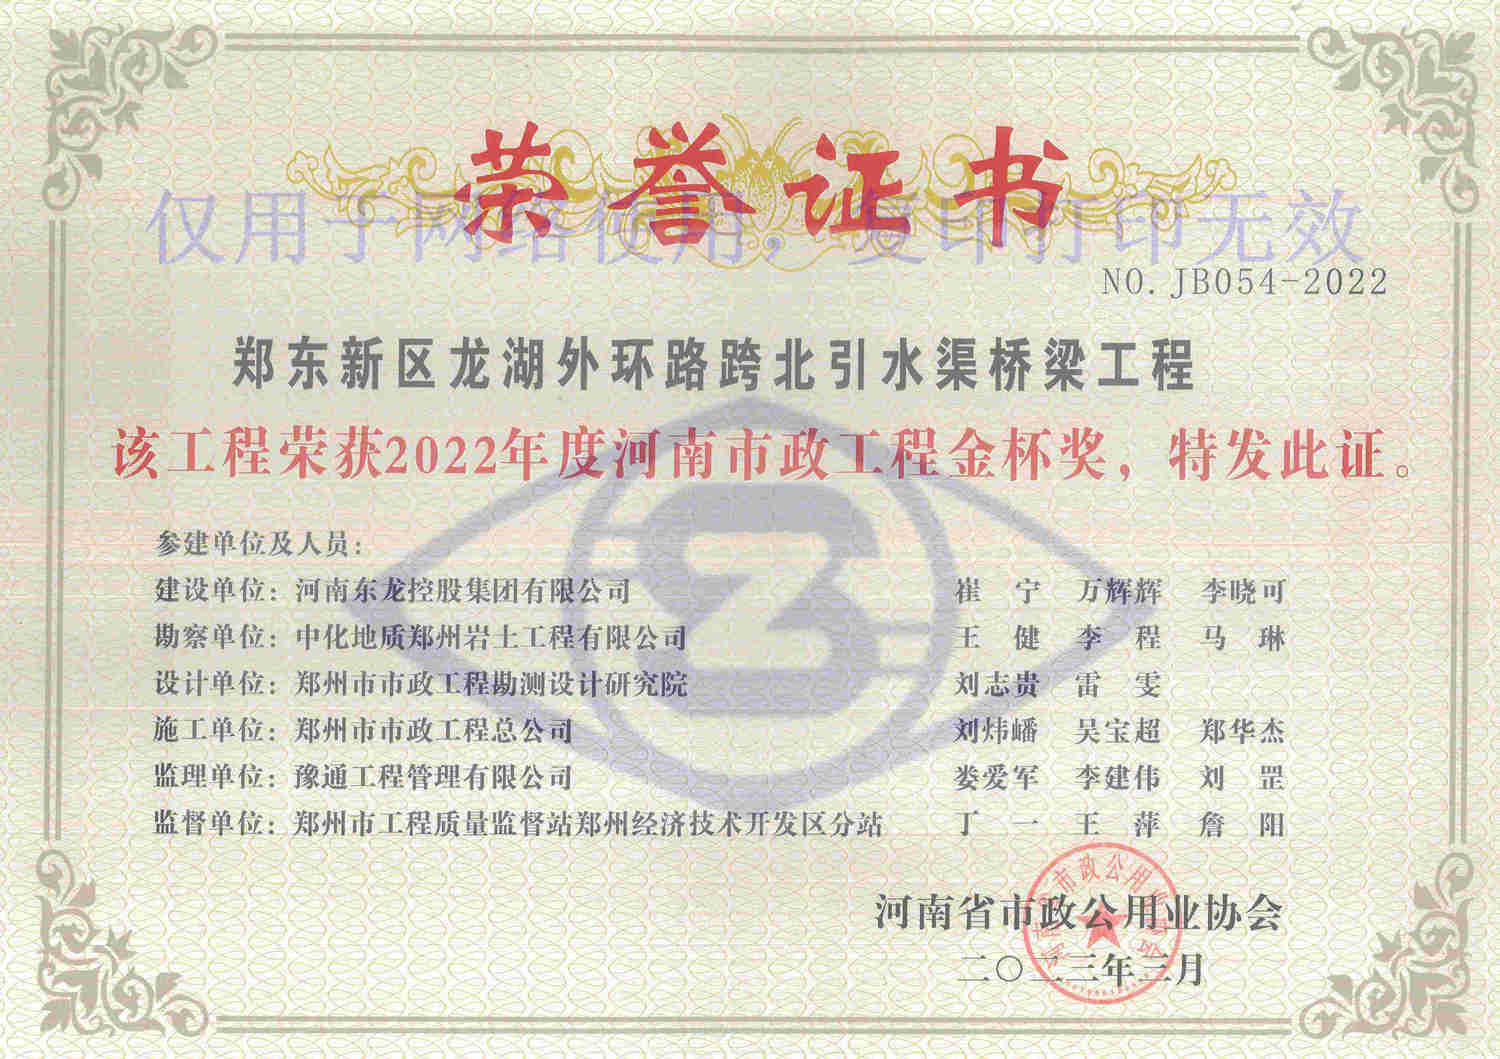 荣誉证书
仅用于网络使用，复印打印无效
NO. JB054-2022
郑东新区龙湖外环路跨北引水渠桥梁工程
该工程荣获2022年度河南市政工程金杯奖，特发此证。
参建单位及人员：
建设单位：河南东龙控股集团有限公司 崔 宁 万辉辉 李晓可
勘察单位：中化地质郑州岩土工程有限公司 王 健 李 程 马 琳
设计单位：郑州市市政工程勘测设计研究院 刘志贵 雷 雯
施工单位：郑州市市政工程总公司 刘炜嶓 吴宝超 郑华杰
监理单位：豫通工程管理有限公司 娄爱军 李建伟 刘 罡
监督单位：郑州市工程质量监督站郑州经济技术开发区分站 丁 一 王 萍 詹 阳
河南省市政公用业协会
二〇二三年三月